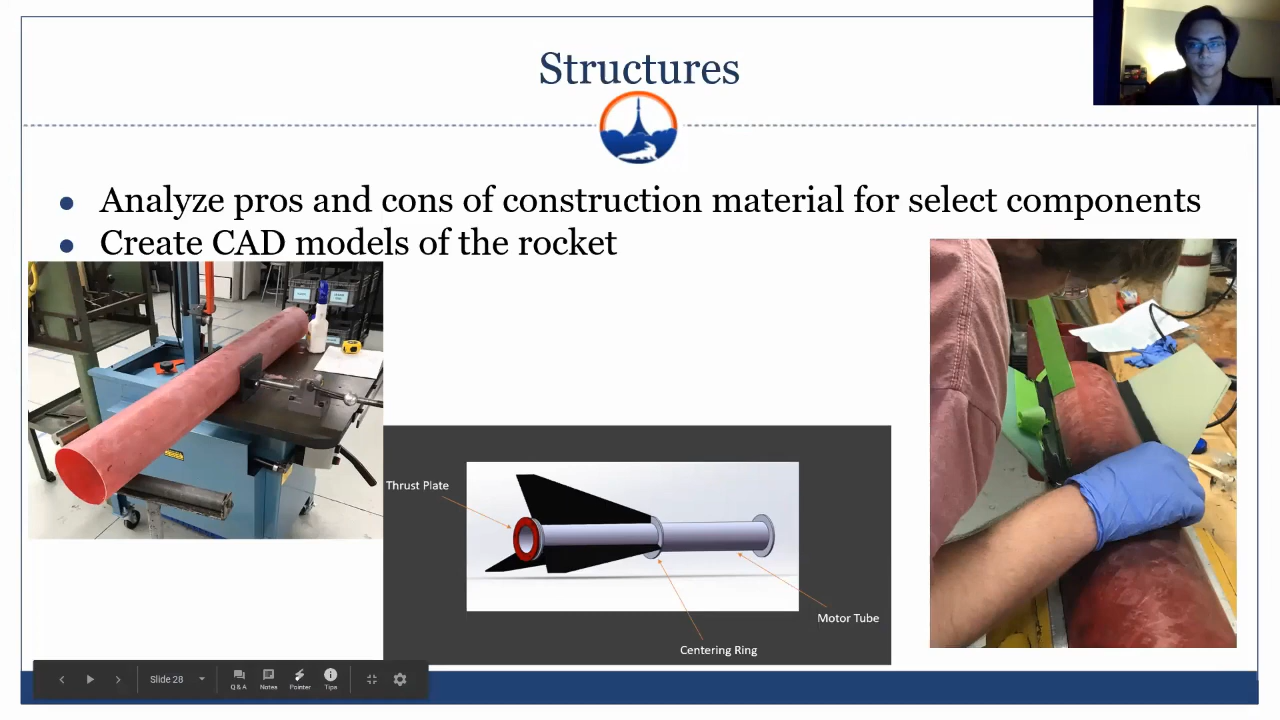 Structures
Analyze pros and cons of construction material for select components
Create CAD models of the rocket
Thrust Plate
Motor Tube
Centering Ring
Slide 28
Q & A
Notes
Pointer
Tips